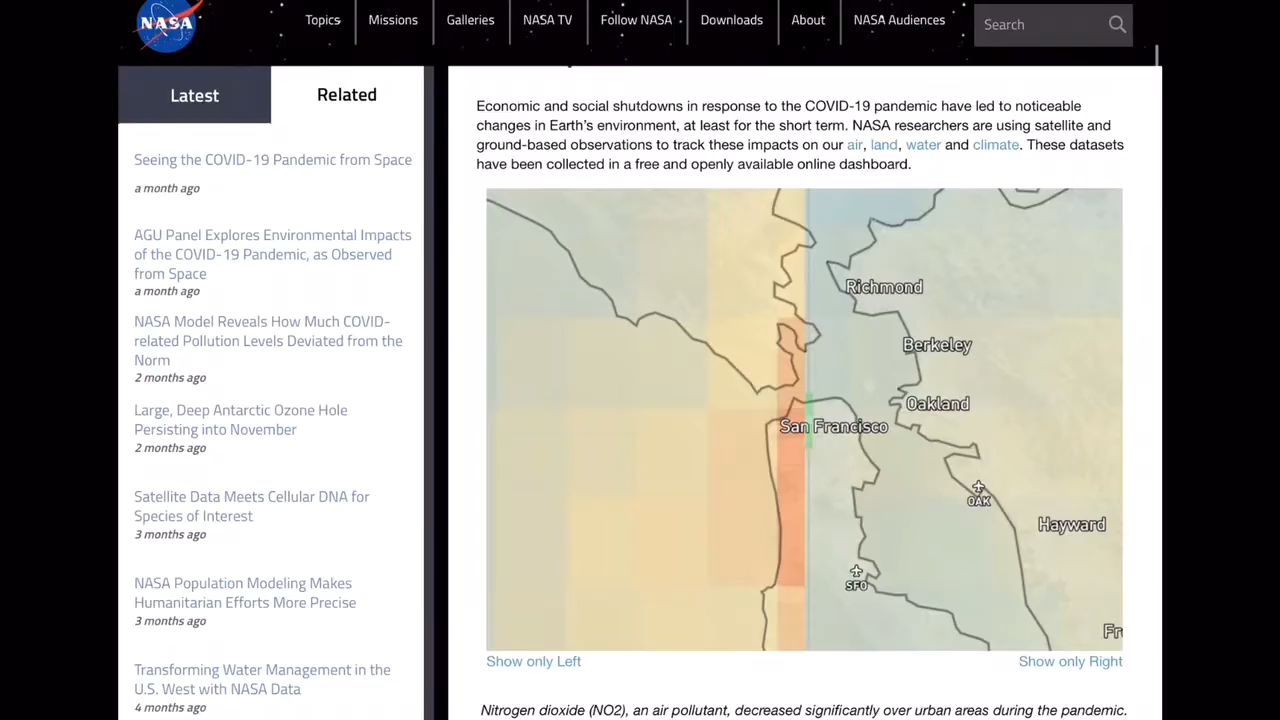 NASA
Topics
Missions
Galleries
NASA TV
Follow NASA
Downloads
About
NASA Audiences
Search
Latest
Related
Seeing the COVID-19 Pandemic from Space
a month ago
AGU Panel Explores Environmental Impacts
of the COVID-19 Pandemic, as Observed
from Space
a month ago
NASA Model Reveals How Much COVID-
related Pollution Levels Deviated from the
Norm
2 months ago
Large, Deep Antarctic Ozone Hole
Persisting into November
2 months ago
Satellite Data Meets Cellular DNA for
Species of Interest
3 months ago
NASA Population Modeling Makes
Humanitarian Efforts More Precise
3 months ago
Transforming Water Management in the
U.S. West with NASA Data
4 months ago
Economic and social shutdowns in response to the COVID-19 pandemic have led to noticeable
changes in Earth's environment, at least for the short term. NASA researchers are using satellite and
ground-based observations to track these impacts on our air, land, water and climate. These datasets
have been collected in a free and openly available online dashboard.
Richmond
Berkeley
Oakland
San Francisco
OAK
Hayward
SFO
Fr
Show only Left
Show only Right
Nitrogen dioxide (NO2), an air pollutant, decreased significantly over urban areas during the pandemic.